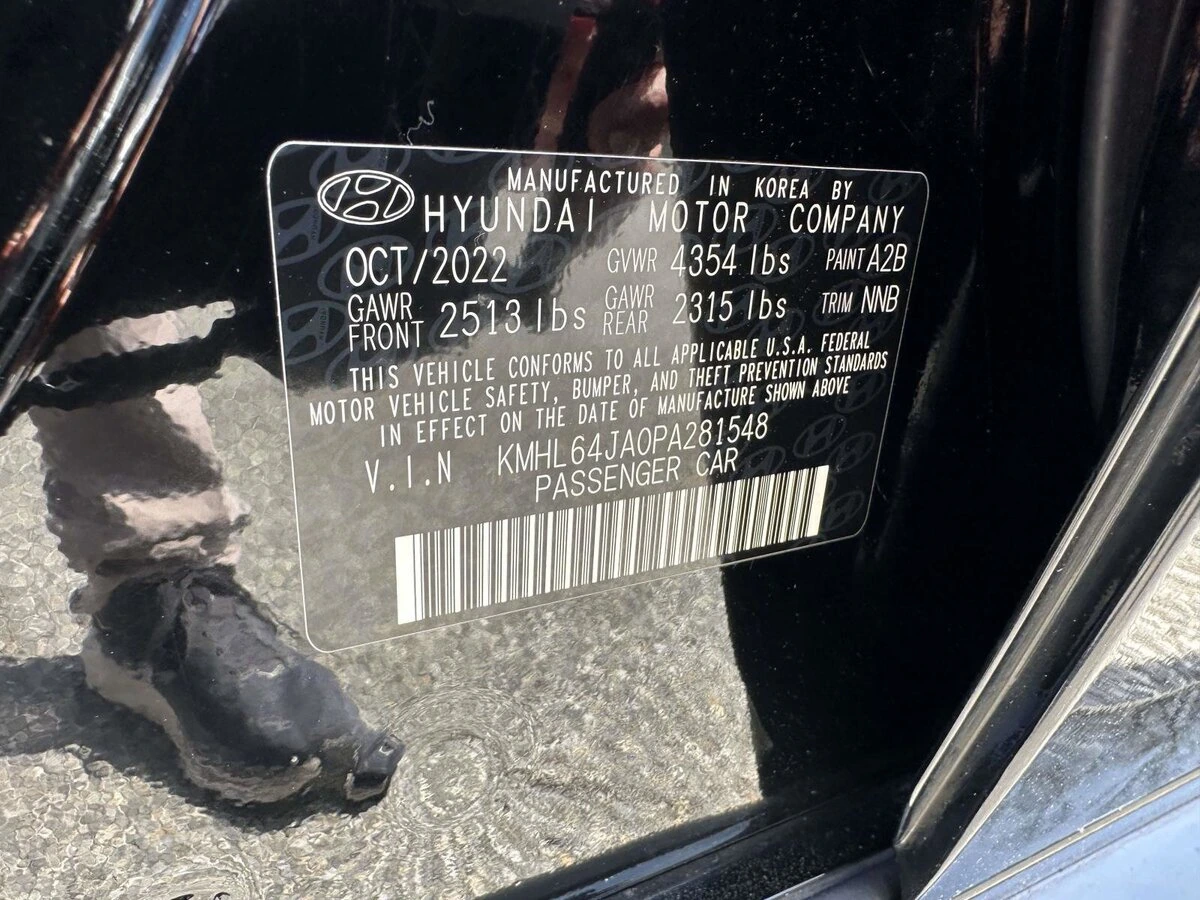 MANUFACTURED IN KOREA BY
HYUNDAI MOTOR COMPANY
OCT/2022 GVWR 4354 lbs PAINT A2B
GAWR FRONT 2513 lbs GAWR REAR 2315 lbs TRIM NNB
THIS VEHICLE CONFORMS TO ALL APPLICABLE U.S.A. FEDERAL
MOTOR VEHICLE SAFETY, BUMPER, AND THEFT PREVENTION STANDARDS
IN EFFECT ON THE DATE OF MANUFACTURE SHOWN ABOVE
V.I.N KMHL64JA0PA281548
PASSENGER CAR